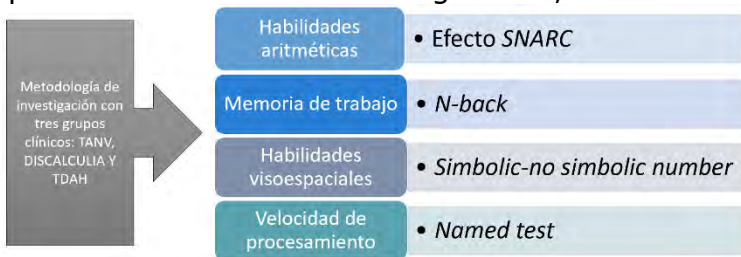 Metodología de
investigación con
tres grupos
clínicos: TANV,
DISCALCULIA Y
TDAH
Habilidades
aritméticas
• Efecto SNARC
Memoria de trabajo
• N-back
Habilidades
visoespaciales
• Simbolic-no simbolic number
Velocidad de
procesamiento
• Named test